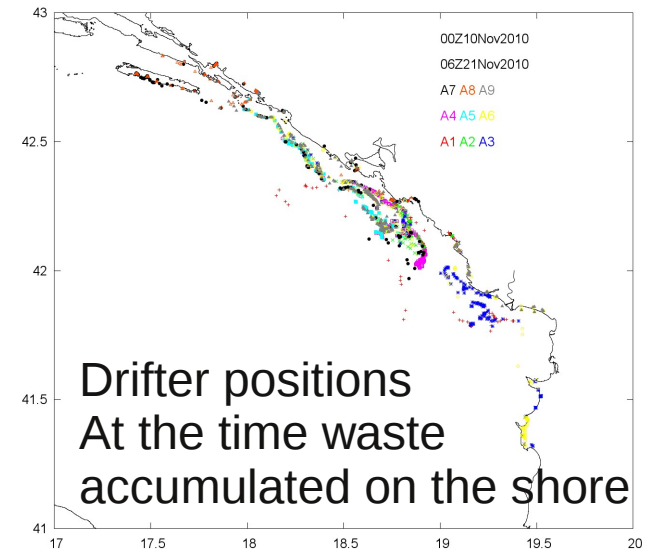 43
42.5
42
41.5
41
17
17.5
18
18.5
19
19.5
20
00Z10Nov2010
06Z21Nov2010
A7 A8 A9
A4 A5 A6
A1 A2 A3
Drifter positions
At the time waste
accumulated on the shore